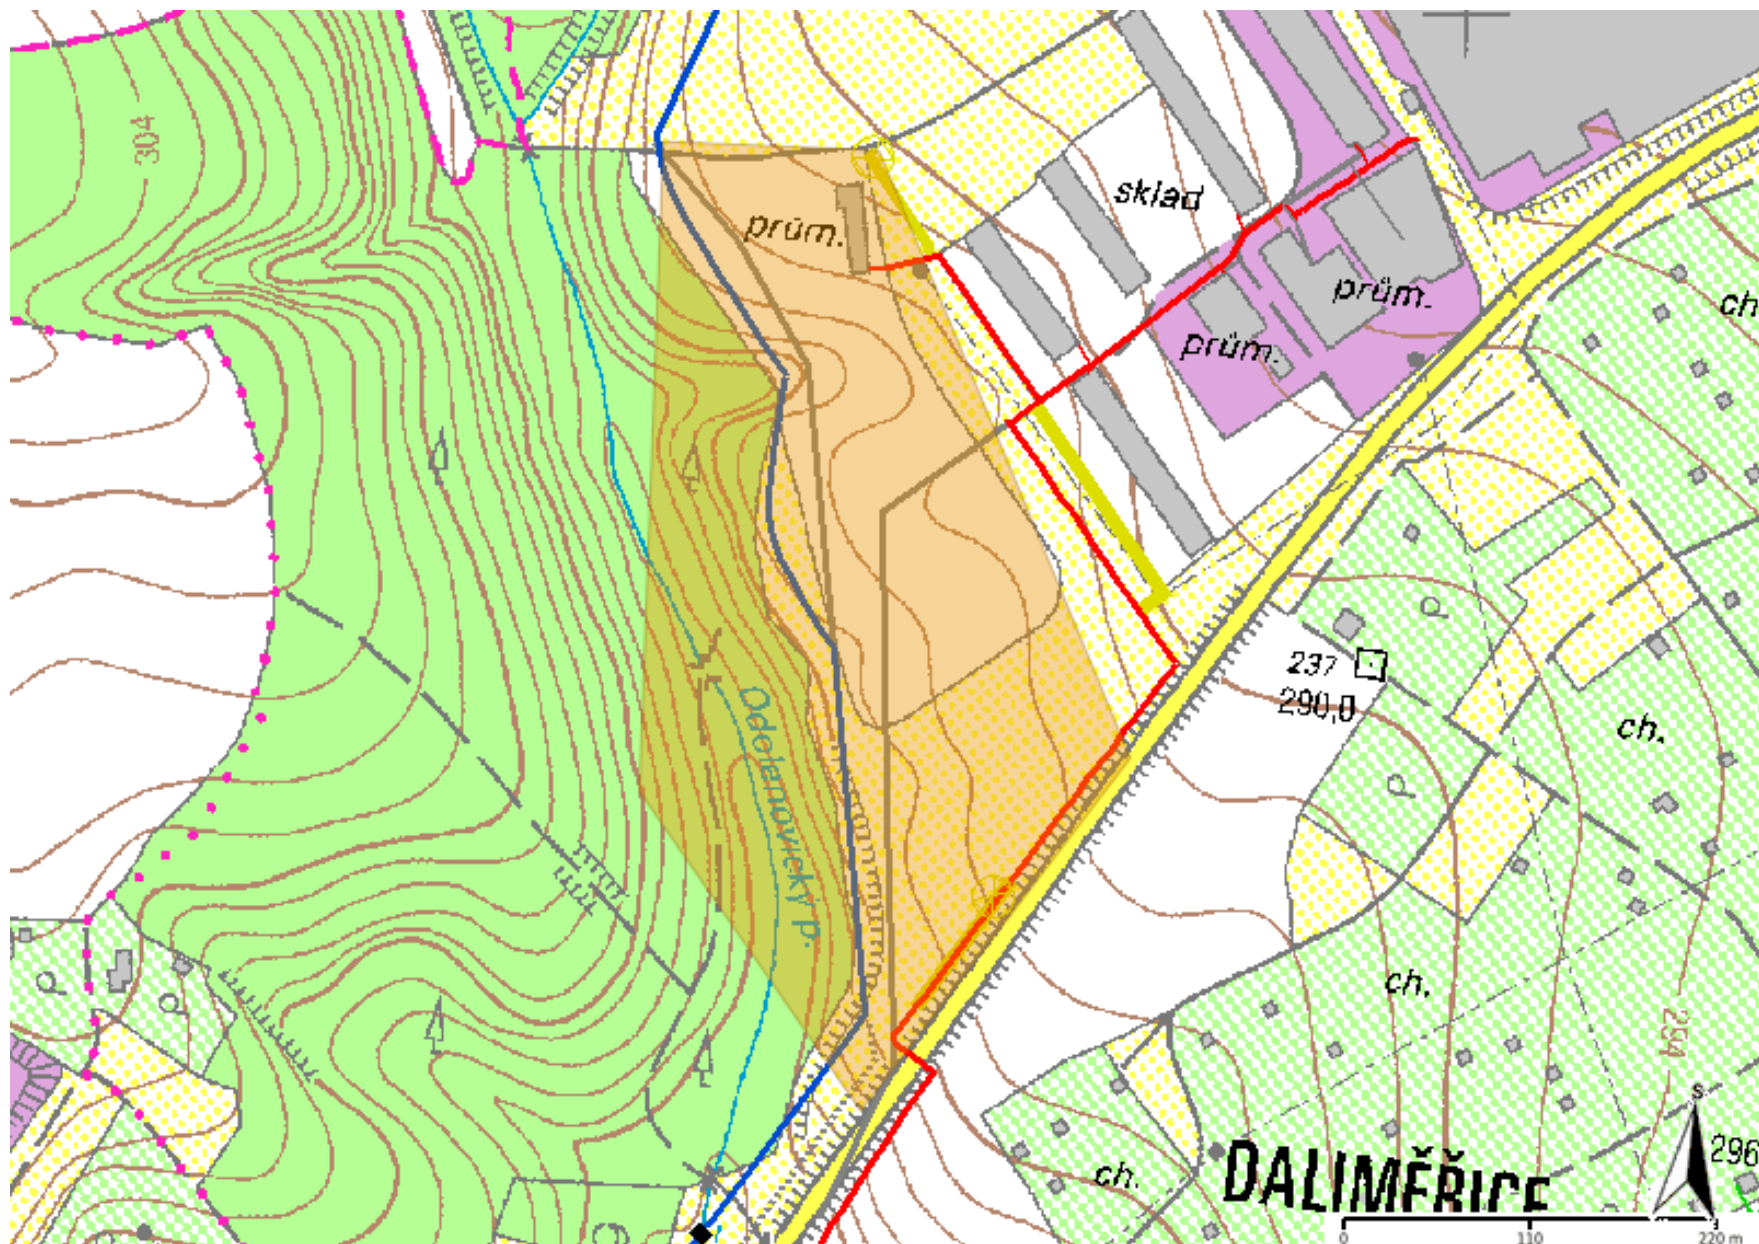 304
sklad
prům.
prům.
prům.
ch.
237
290,0
ch.
Odolenovický p.
ch.
294
ch.
DALIMĚŘICE
S
296
0 110 220 m